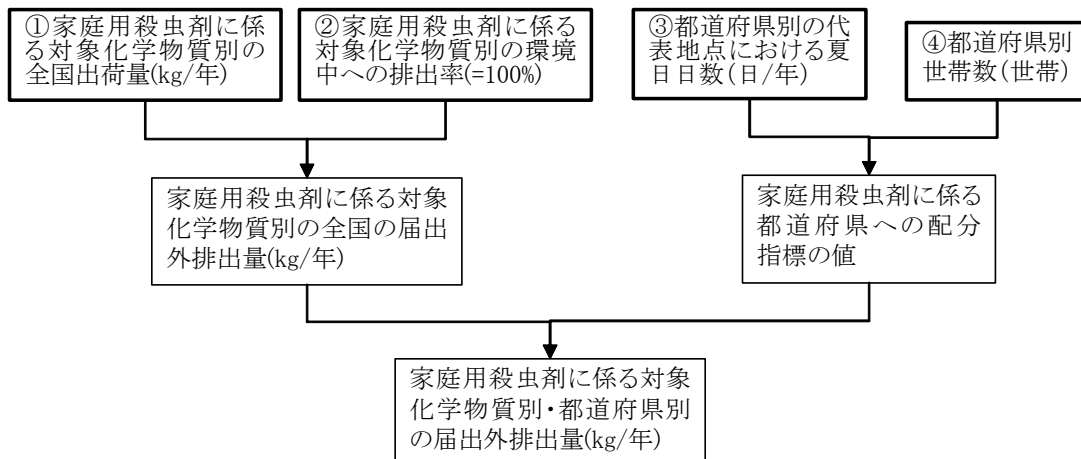 ①家庭用殺虫剤に係
る対象化学物質別の
全国出荷量(kg/年)
②家庭用殺虫剤に係る
対象化学物質別の環境
中への排出率(=100%)
③都道府県別の代
表地点における夏
日日数(日/年)
④都道府県別
世帯数(世帯)
家庭用殺虫剤に係る対象
化学物質別の全国の届出
外排出量(kg/年)
家庭用殺虫剤に係る
都道府県への配分
指標の値
家庭用殺虫剤に係る対象
化学物質別・都道府県別
の届出外排出量(kg/年)